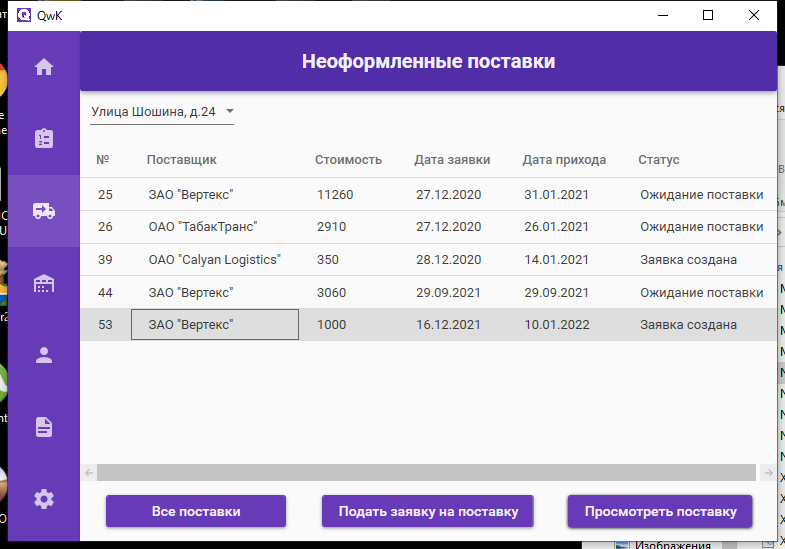 QwK
Неоформленные поставки
Улица Шошина, д.24
№ Поставщик Стоимость Дата заявки Дата прихода Статус
25 ЗАО "Вертекс" 11260 27.12.2020 31.01.2021 Ожидание поставки
26 ОАО "ТабакТранс" 2910 27.12.2020 26.01.2021 Ожидание поставки
39 ОАО "Calyan Logistics" 350 28.12.2020 14.01.2021 Заявка создана
44 ЗАО "Вертекс" 3060 29.09.2021 29.09.2021 Ожидание поставки
53 ЗАО "Вертекс" 1000 16.12.2021 10.01.2022 Заявка создана
Все поставки Подать заявку на поставку Просмотреть поставку
Изображения